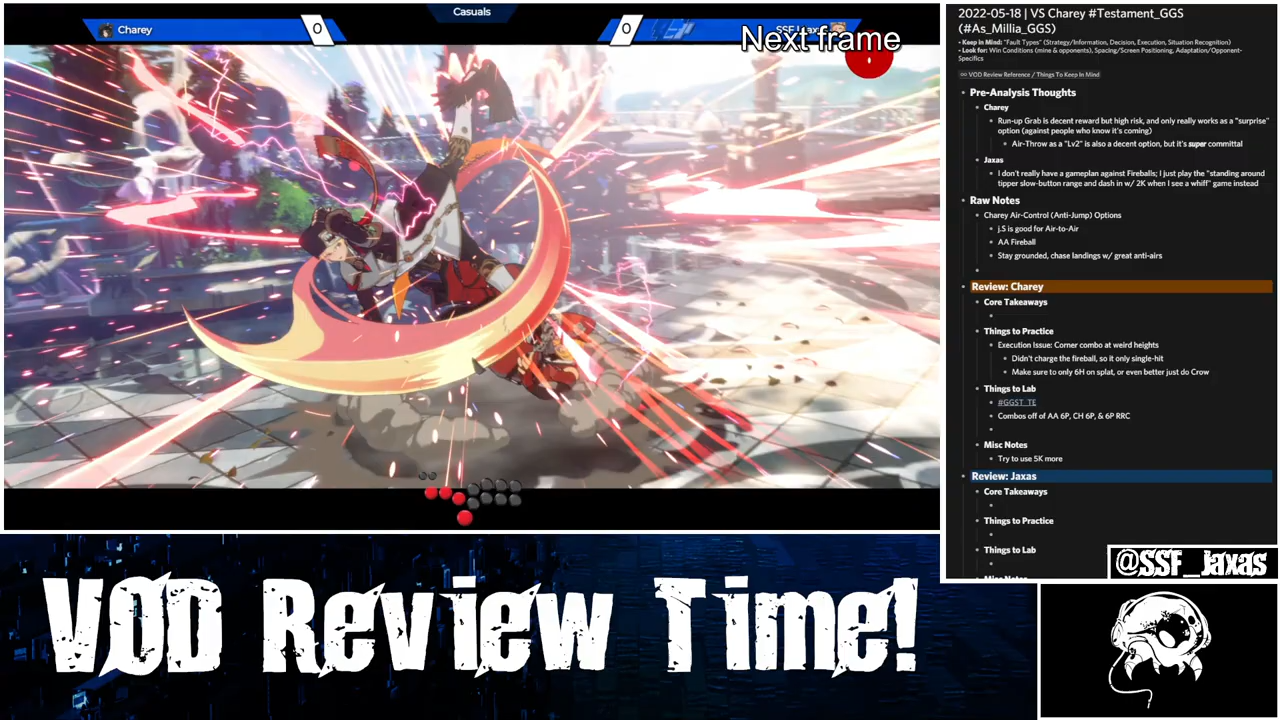 Charey
0
Casuals
0
SSF_Jaxas
Next frame
2022-05-18 | VS Charey #Testament_GGS
(#As_Millia_GGS)
• Keep in Mind: "Fault Types" (Strategy/Information, Decision, Execution, Situation Recognition)
• Look for: Win Conditions (mine & opponents), Spacing/Screen Positioning, Adaptation/Opponent-
Specifics
VOD Review Reference / Things To Keep In Mind
Pre-Analysis Thoughts
Charey
Run-up Grab is decent reward but high risk, and only really works as a "surprise"
option (against people who know it's coming)
Air-Throw as a "Lv2" is also a decent option, but it's super committal
Jaxas
I don't really have a gameplan against Fireballs; I just play the "standing around
tipper slow-button range and dash in w/ 2K when I see a whiff" game instead
Raw Notes
Charey Air-Control (Anti-Jump) Options
j.S is good for Air-to-Air
AA Fireball
Stay grounded, chase landings w/ great anti-airs
Review: Charey
Core Takeaways
Things to Practice
Execution Issue: Corner combo at weird heights
Didn't charge the fireball, so it only single-hit
Make sure to only 6H on splat, or even better just do Crow
Things to Lab
#GGST_TE
Combos off of AA 6P, CH 6P, & 6P RRC
Misc Notes
Try to use 5K more
Review: Jaxas
Core Takeaways
Things to Practice
Things to Lab
Misc Notes
@SSF_Jaxas
VOD Review Time!